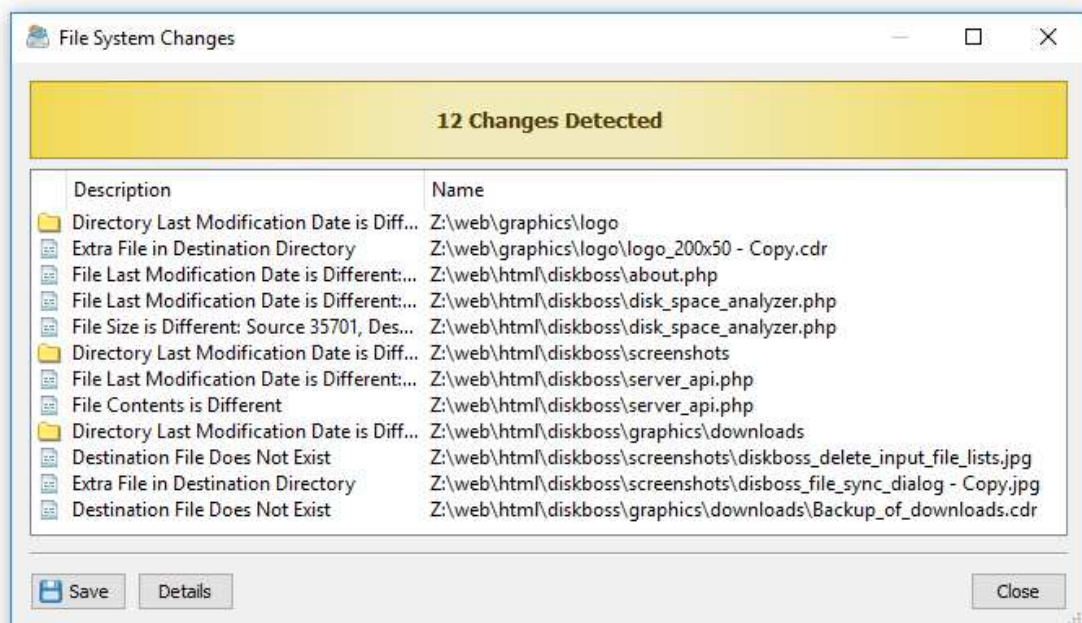 File System Changes
12 Changes Detected
Description Name
Directory Last Modification Date is Diff... Z:\web\graphics\logo
Extra File in Destination Directory Z:\web\graphics\logo\logo_200x50 - Copy.cdr
File Last Modification Date is Different:... Z:\web\html\diskboss\about.php
File Last Modification Date is Different:... Z:\web\html\diskboss\disk_space_analyzer.php
File Size is Different: Source 35701, Des... Z:\web\html\diskboss\disk_space_analyzer.php
Directory Last Modification Date is Diff... Z:\web\html\diskboss\screenshots
File Last Modification Date is Different:... Z:\web\html\diskboss\server_api.php
File Contents is Different Z:\web\html\diskboss\server_api.php
Directory Last Modification Date is Diff... Z:\web\html\diskboss\graphics\downloads
Destination File Does Not Exist Z:\web\html\diskboss\screenshots\diskboss_delete_input_file_lists.jpg
Extra File in Destination Directory Z:\web\html\diskboss\screenshots\disboss_file_sync_dialog - Copy.jpg
Destination File Does Not Exist Z:\web\html\diskboss\graphics\downloads\Backup_of_downloads.cdr
Save Details Close